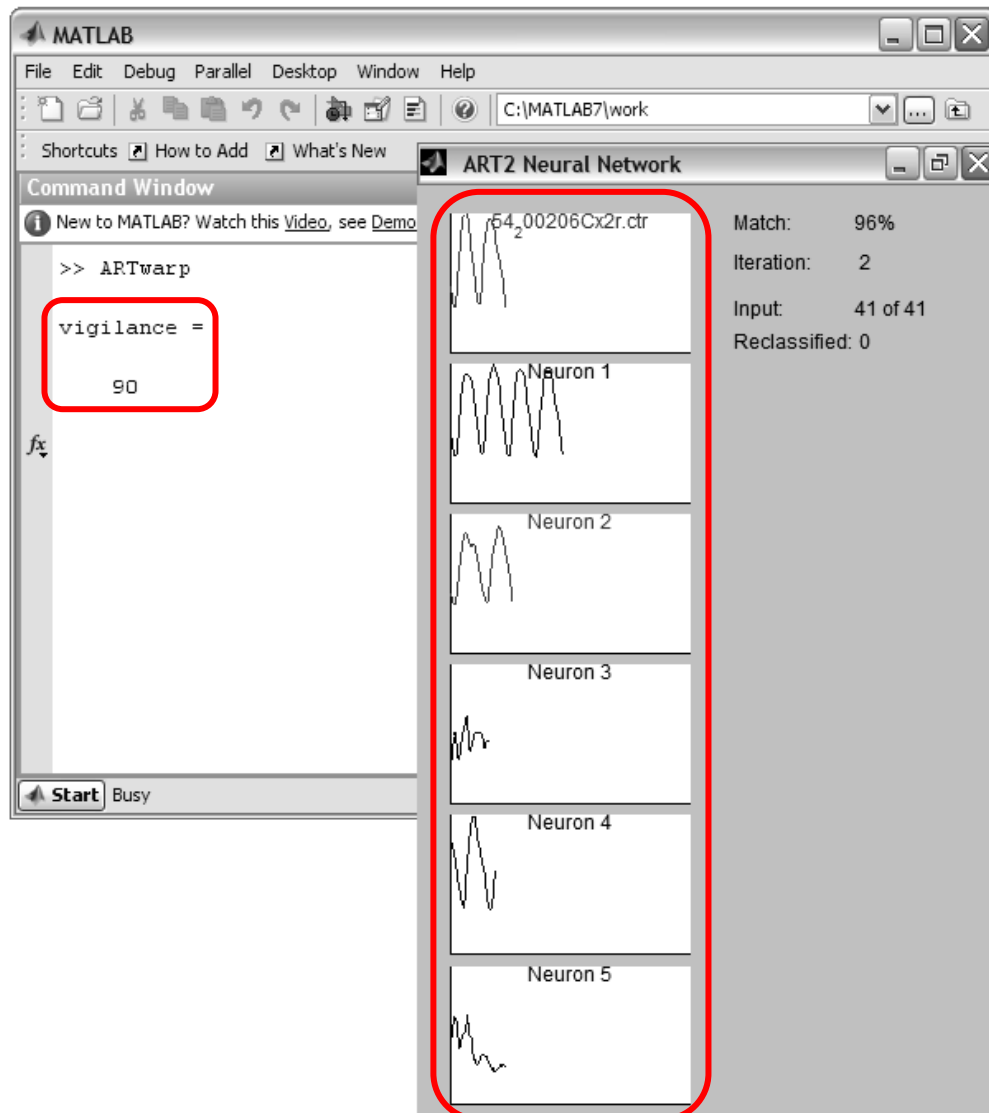 MATLAB
File Edit Debug Parallel Desktop Window Help
C:\MATLAB7\work
Shortcuts How to Add What's New
Command Window
New to MATLAB? Watch this Video, see Demo
>> ARTwarp
vigilance =
90
fx
Start Busy
ART2 Neural Network
54_200206Cx2r.ctr
Neuron 1
Neuron 2
Neuron 3
Neuron 4
Neuron 5
Match: 96%
Iteration: 2
Input: 41 of 41
Reclassified: 0